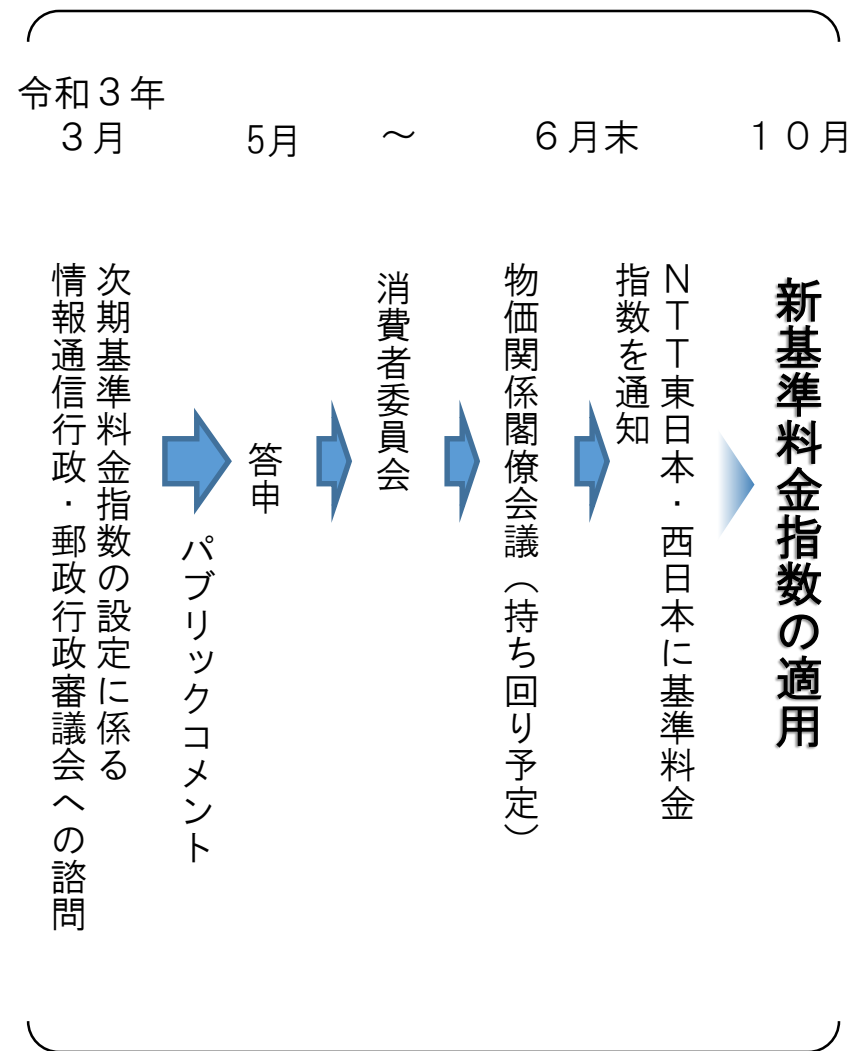 令和３年
３月
5月
～
６月末
１０月
次期基準料金指数の設定に係る
情報通信行政・郵政行政審議会への諮問
パブリックコメント
答申
消費者委員会
物価関係閣僚会議（持ち回り予定）
ＮＴＴ東日本・西日本に基準料金
指数を通知
新基準料金指数の適用